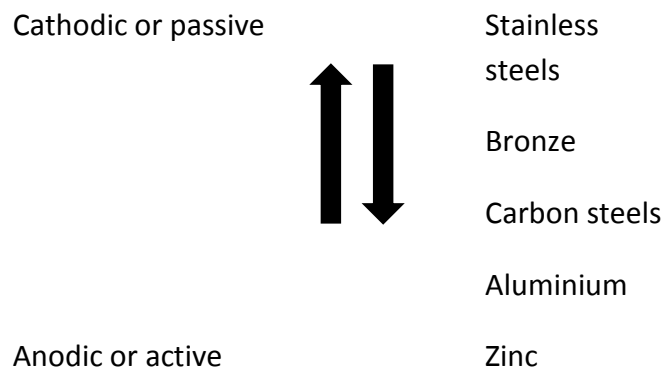 Cathodic or passive
Stainless
steels
Bronze
Carbon steels
Aluminium
Anodic or active
Zinc